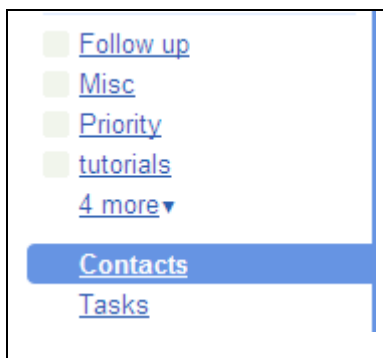 Follow up
Misc
Priority
tutorials
4 more▼
Contacts
Tasks